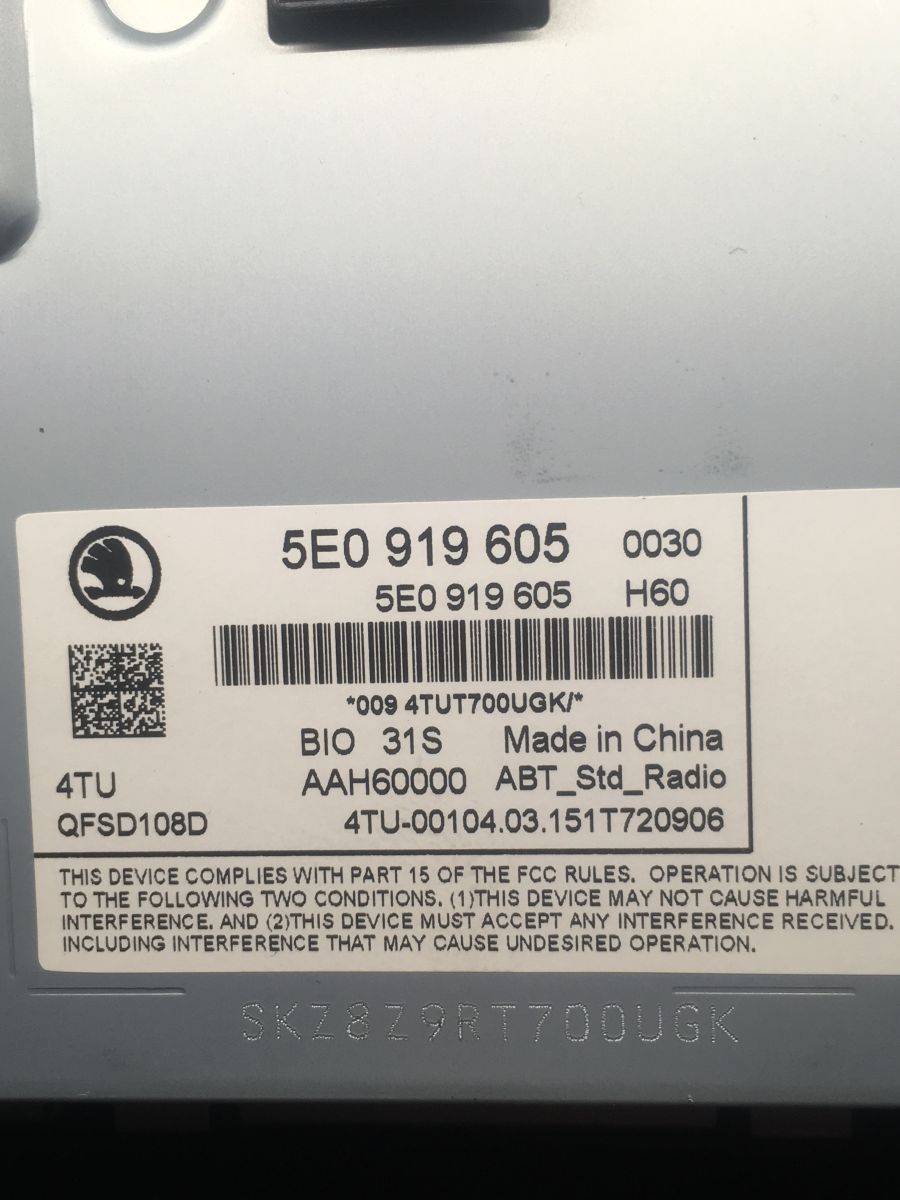 5E0 919 605 0030
5E0 919 605 H60
*009 4TUT700UGK/*
BIO 31S Made in China
4TU AAH60000 ABT_Std_Radio
QFSD108D 4TU-00104.03.151T720906
THIS DEVICE COMPLIES WITH PART 15 OF THE FCC RULES. OPERATION IS SUBJECT
TO THE FOLLOWING TWO CONDITIONS. (1)THIS DEVICE MAY NOT CAUSE HARMFUL
INTERFERENCE. AND (2)THIS DEVICE MUST ACCEPT ANY INTERFERENCE RECEIVED.
INCLUDING INTERFERENCE THAT MAY CAUSE UNDESIRED OPERATION.
SKZ8Z9RT700UGK